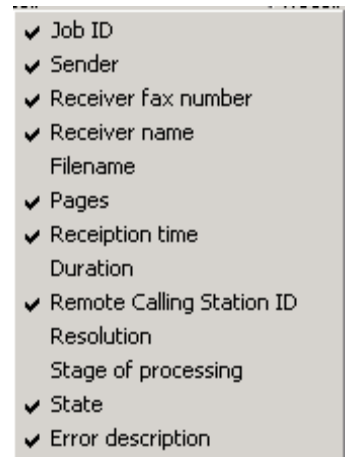 Job ID
Sender
Receiver fax number
Receiver name
Filename
Pages
Receiption time
Duration
Remote Calling Station ID
Resolution
Stage of processing
State
Error description